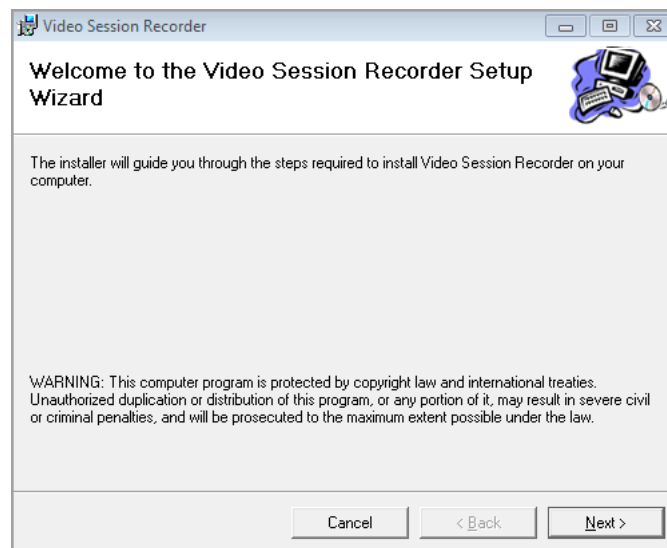 Video Session Recorder
Welcome to the Video Session Recorder Setup
Wizard
The installer will guide you through the steps required to install Video Session Recorder on your
computer.
WARNING: This computer program is protected by copyright law and international treaties.
Unauthorized duplication or distribution of this program, or any portion of it, may result in severe civil
or criminal penalties, and will be prosecuted to the maximum extent possible under the law.
Cancel < Back Next >